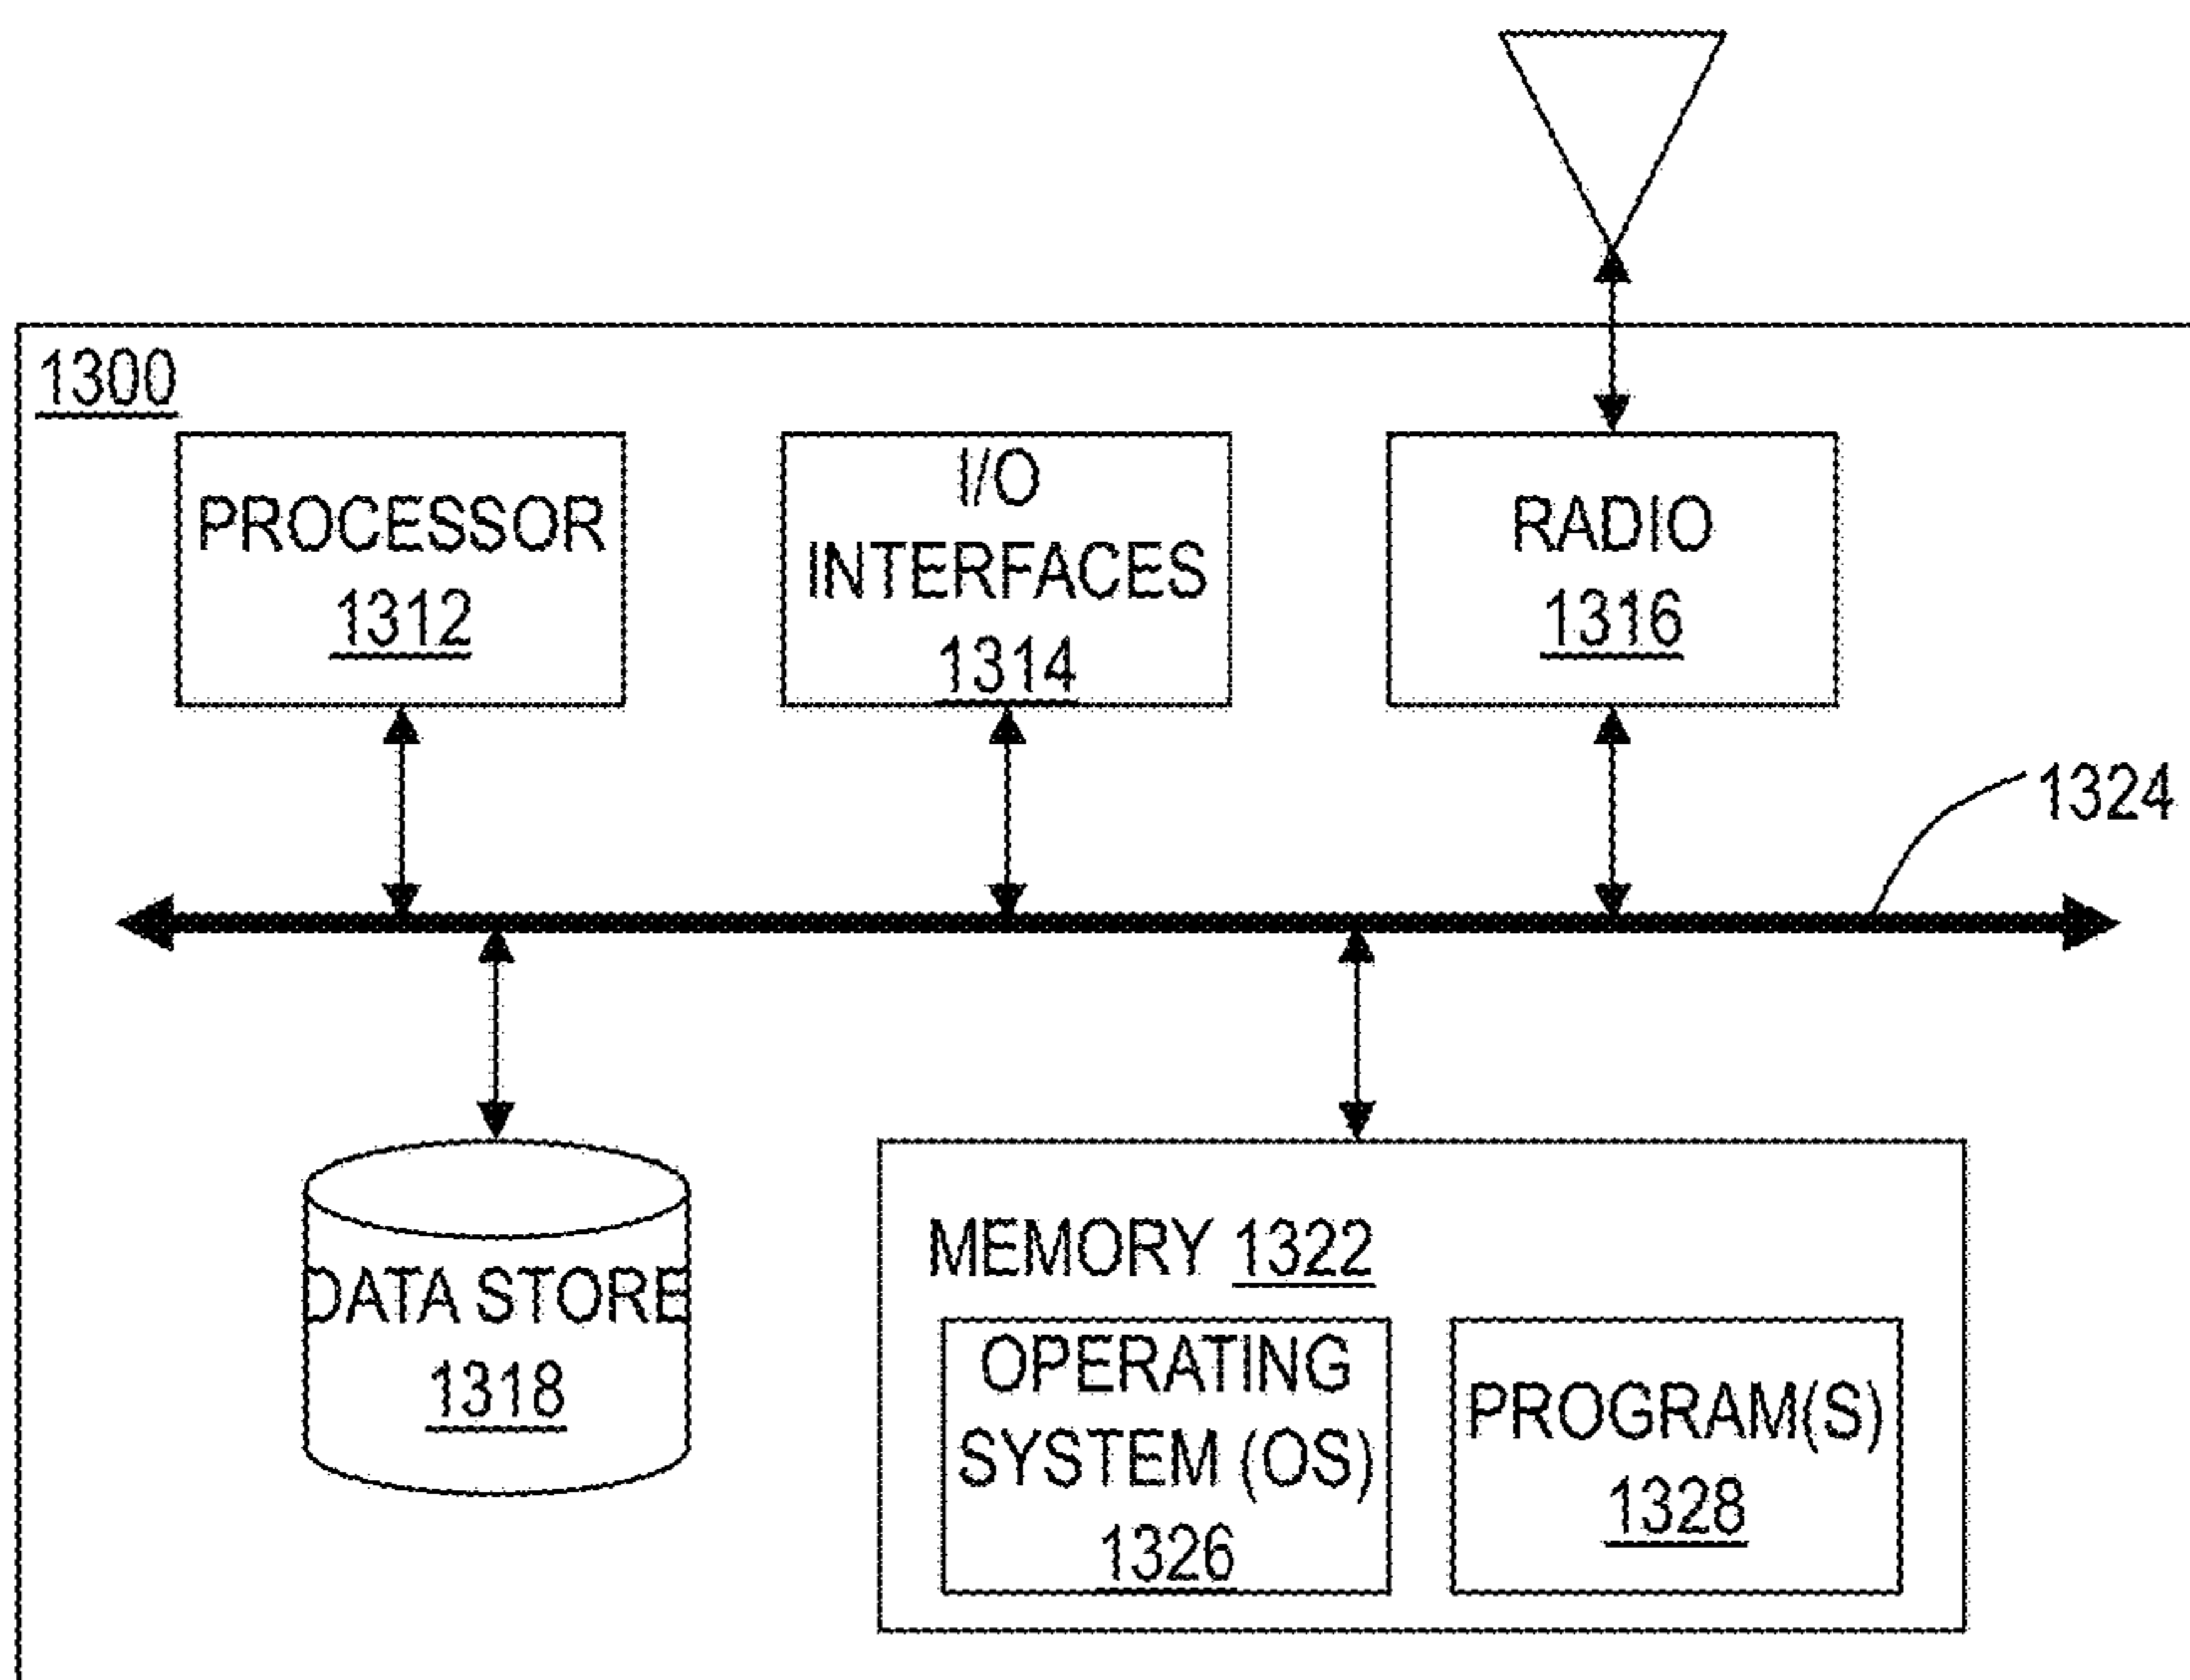 1300
PROCESSOR
1312
I/O
INTERFACES
1314
RADIO
1316
1324
DATA STORE
1318
MEMORY 1322
OPERATING
SYSTEM (OS)
1326
PROGRAM(S)
1328